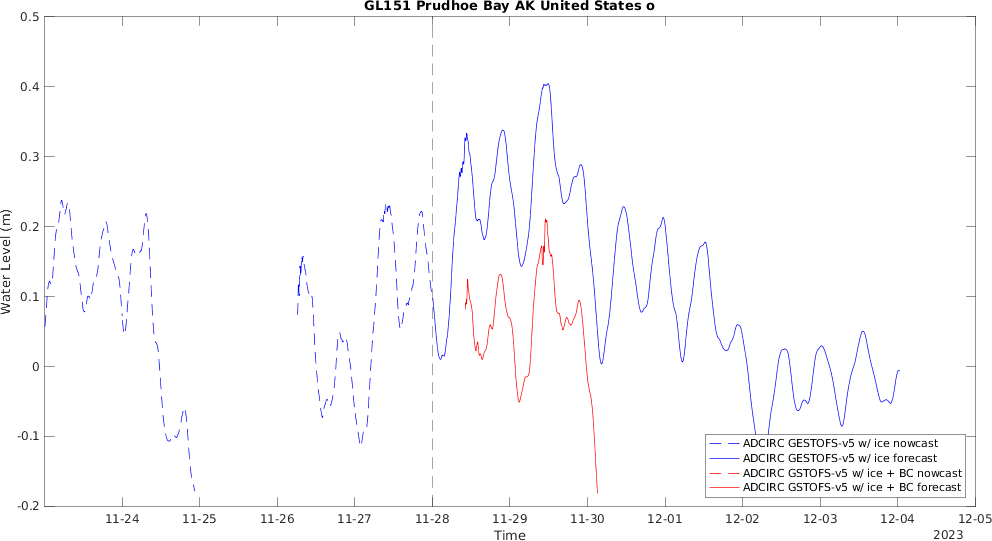 GL151 Prudhoe Bay AK United States o
0.5
0.4
0.3
0.2
0.1
0
-0.1
-0.2
Water Level (m)
ADCIRC GESTOFS-v5 w/ ice nowcast
ADCIRC GESTOFS-v5 w/ ice forecast
ADCIRC GSTOFS-v5 w/ ice + BC nowcast
ADCIRC GSTOFS-v5 w/ ice + BC forecast
11-24 11-25 11-26 11-27 11-28 11-29 11-30 12-01 12-02 12-03 12-04 12-05
Time
2023